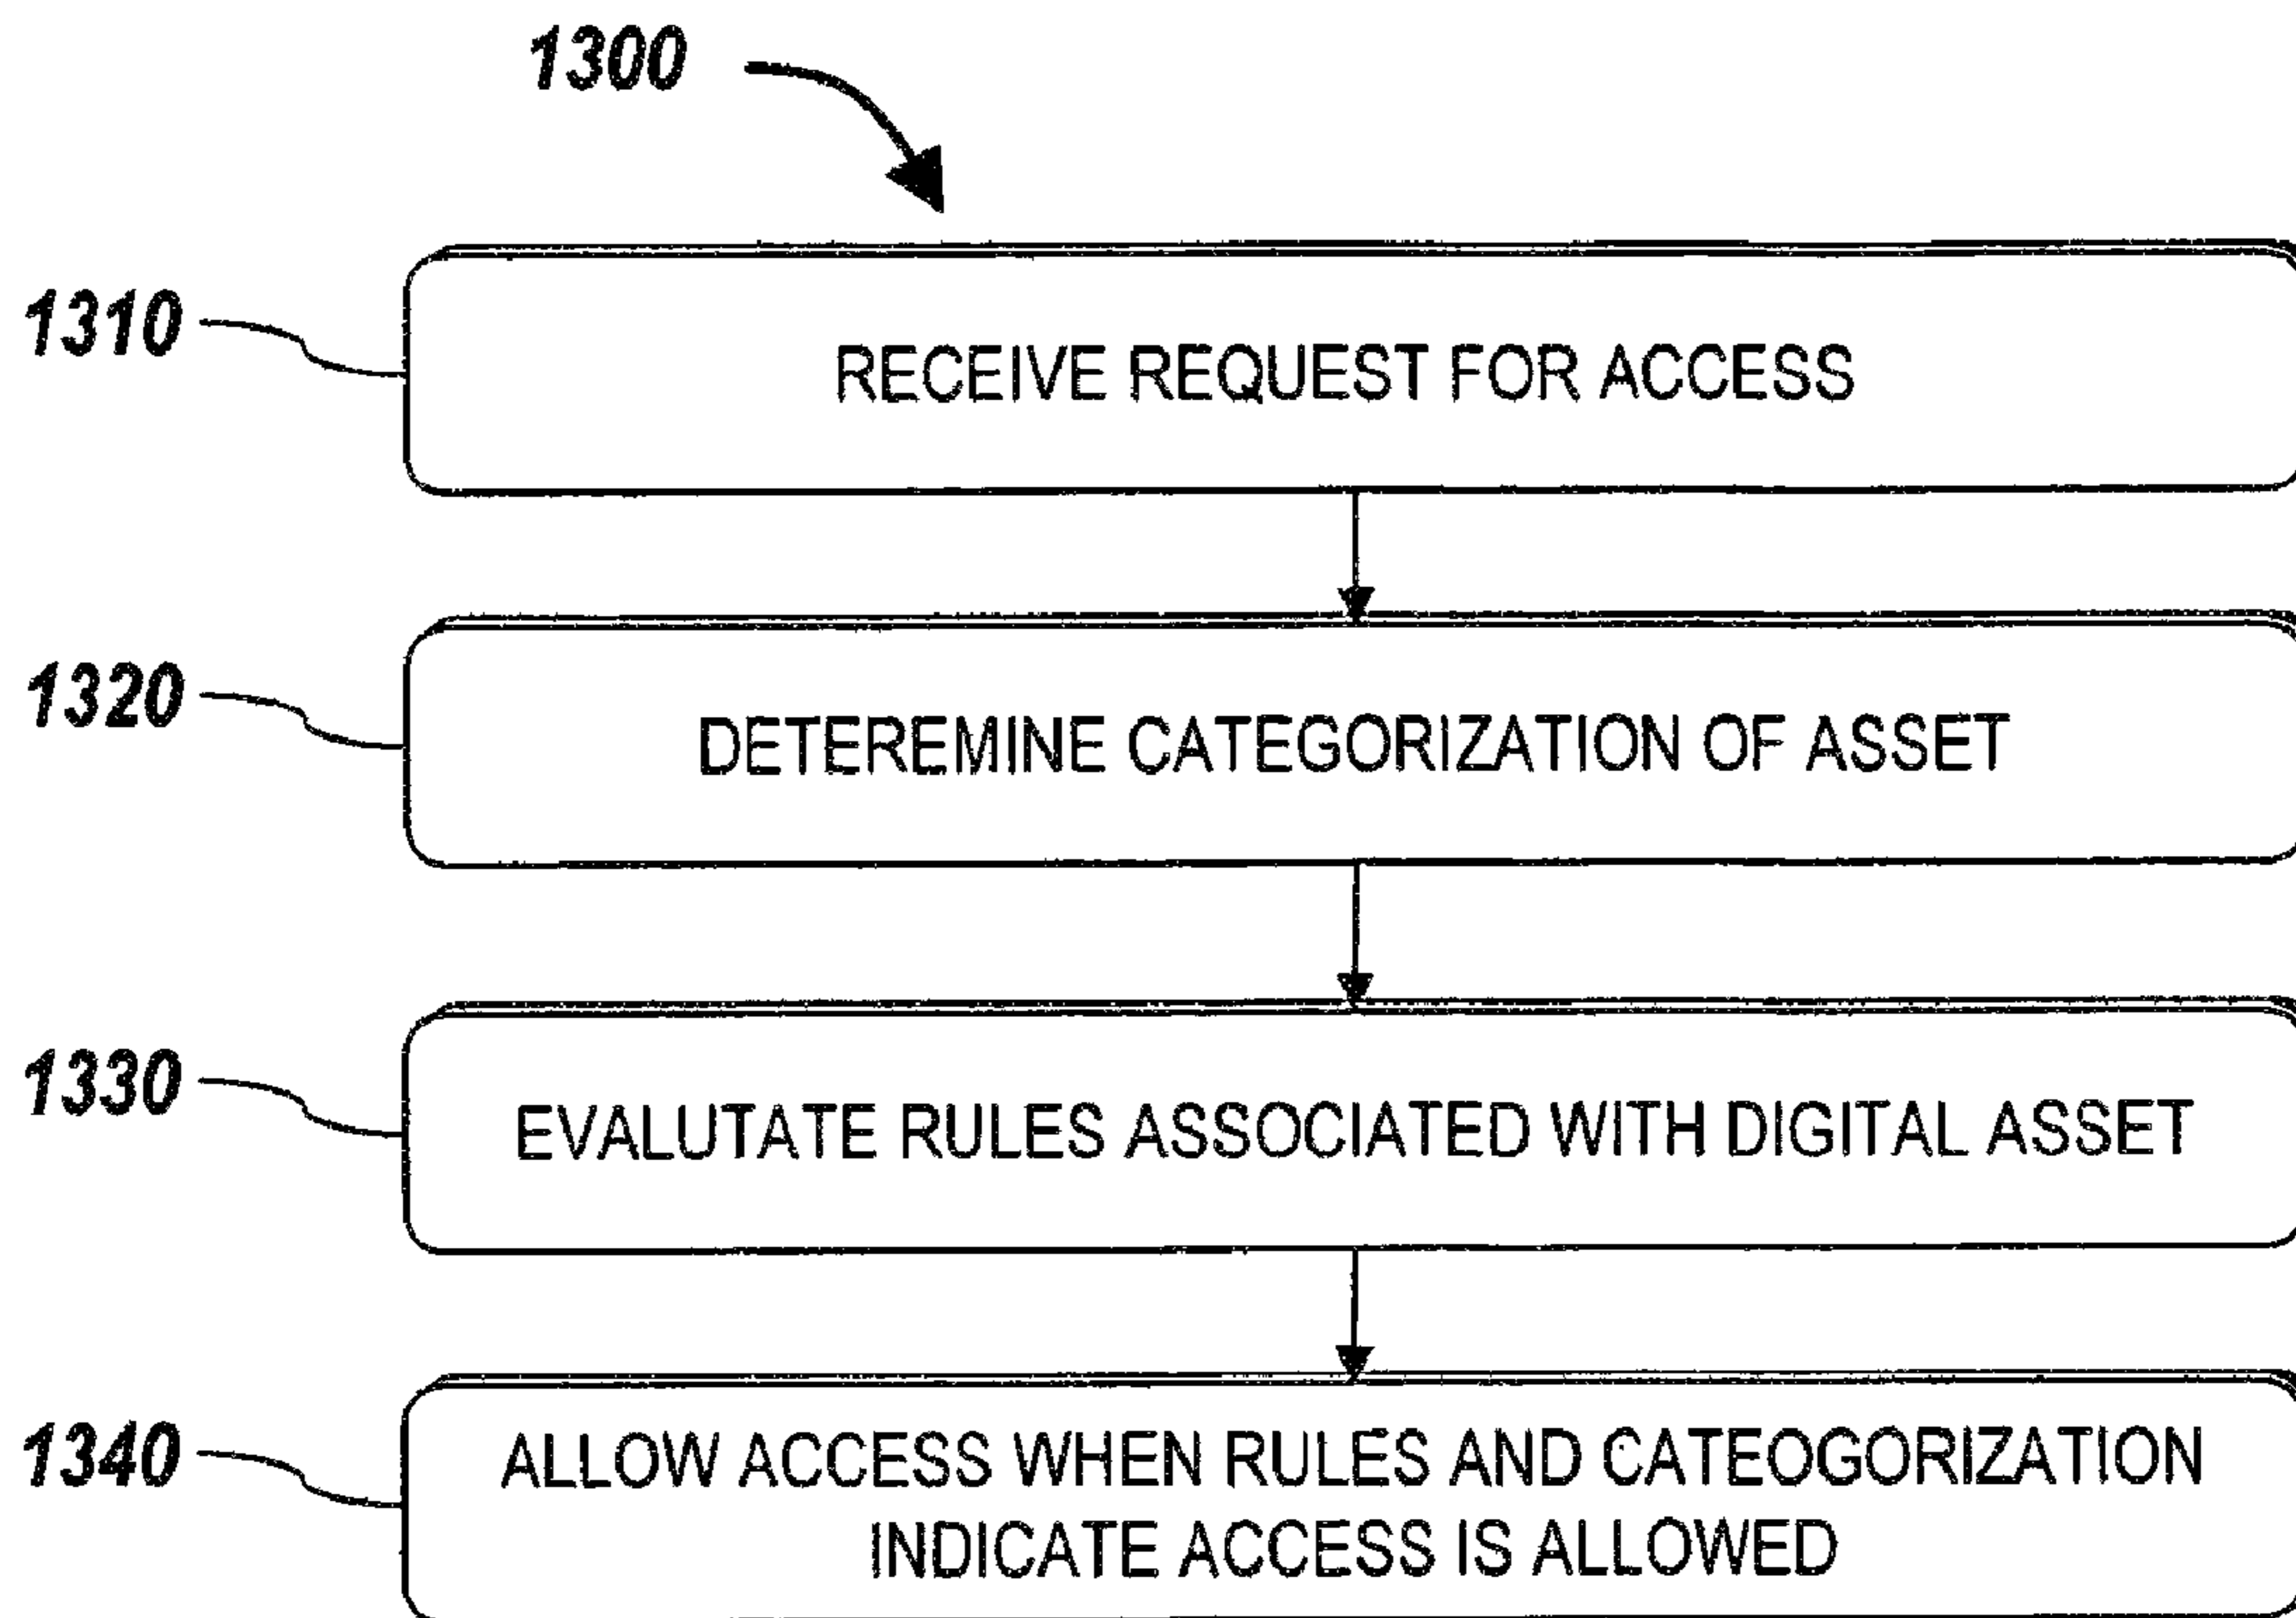 1300
1310
RECEIVE REQUEST FOR ACCESS
1320
DETEREMINE CATEGORIZATION OF ASSET
1330
EVALUTATE RULES ASSOCIATED WITH DIGITAL ASSET
1340
ALLOW ACCESS WHEN RULES AND CATEOGORIZATION
INDICATE ACCESS IS ALLOWED